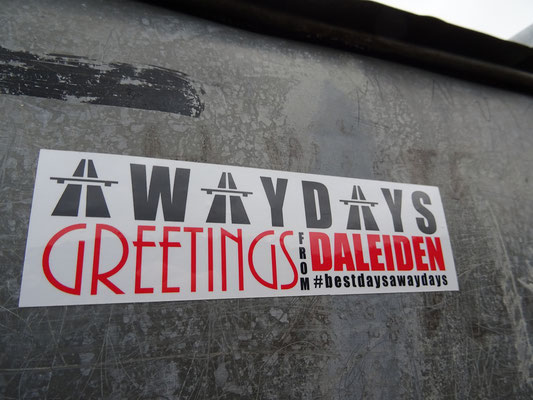 AWAYDAYS
GREETINGS FROM DALEIDEN
#bestdaysawaydays